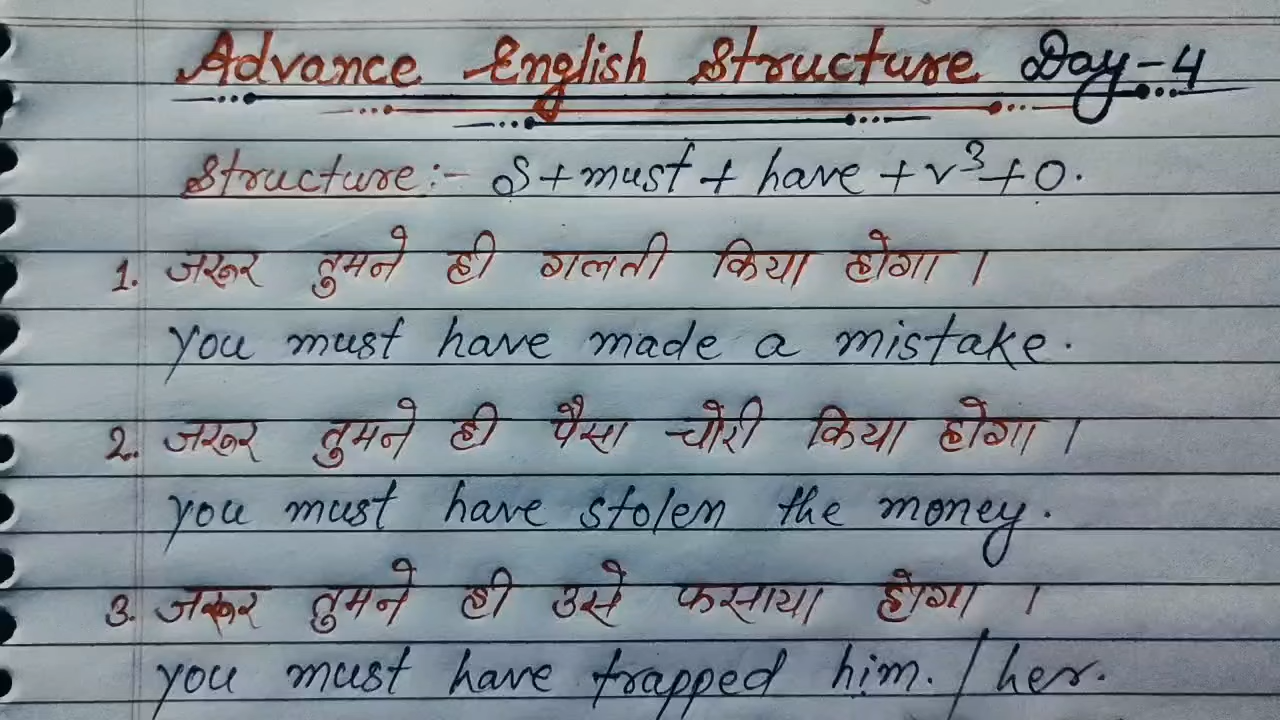 Advance English Structure Day-4
Structure:- S + must + have + v³ + O.
1. जरूर तुमने ही गलती किया होगा ।
you must have made a mistake.
2. जरूर तुमने ही पैसा चोरी किया होगा ।
you must have stolen the money.
3. जरूर तुमने ही उसे फसाया होगा ।
you must have trapped him. / her.